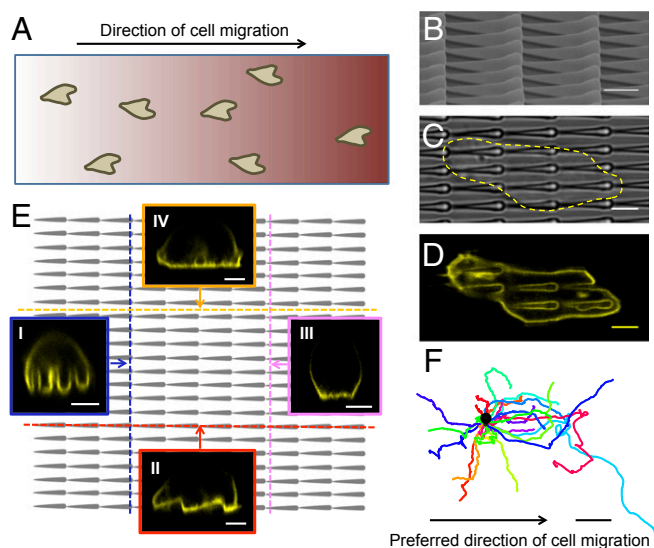 A
Direction of cell migration
B
C
D
E
IV
I
III
II
F
Preferred direction of cell migration